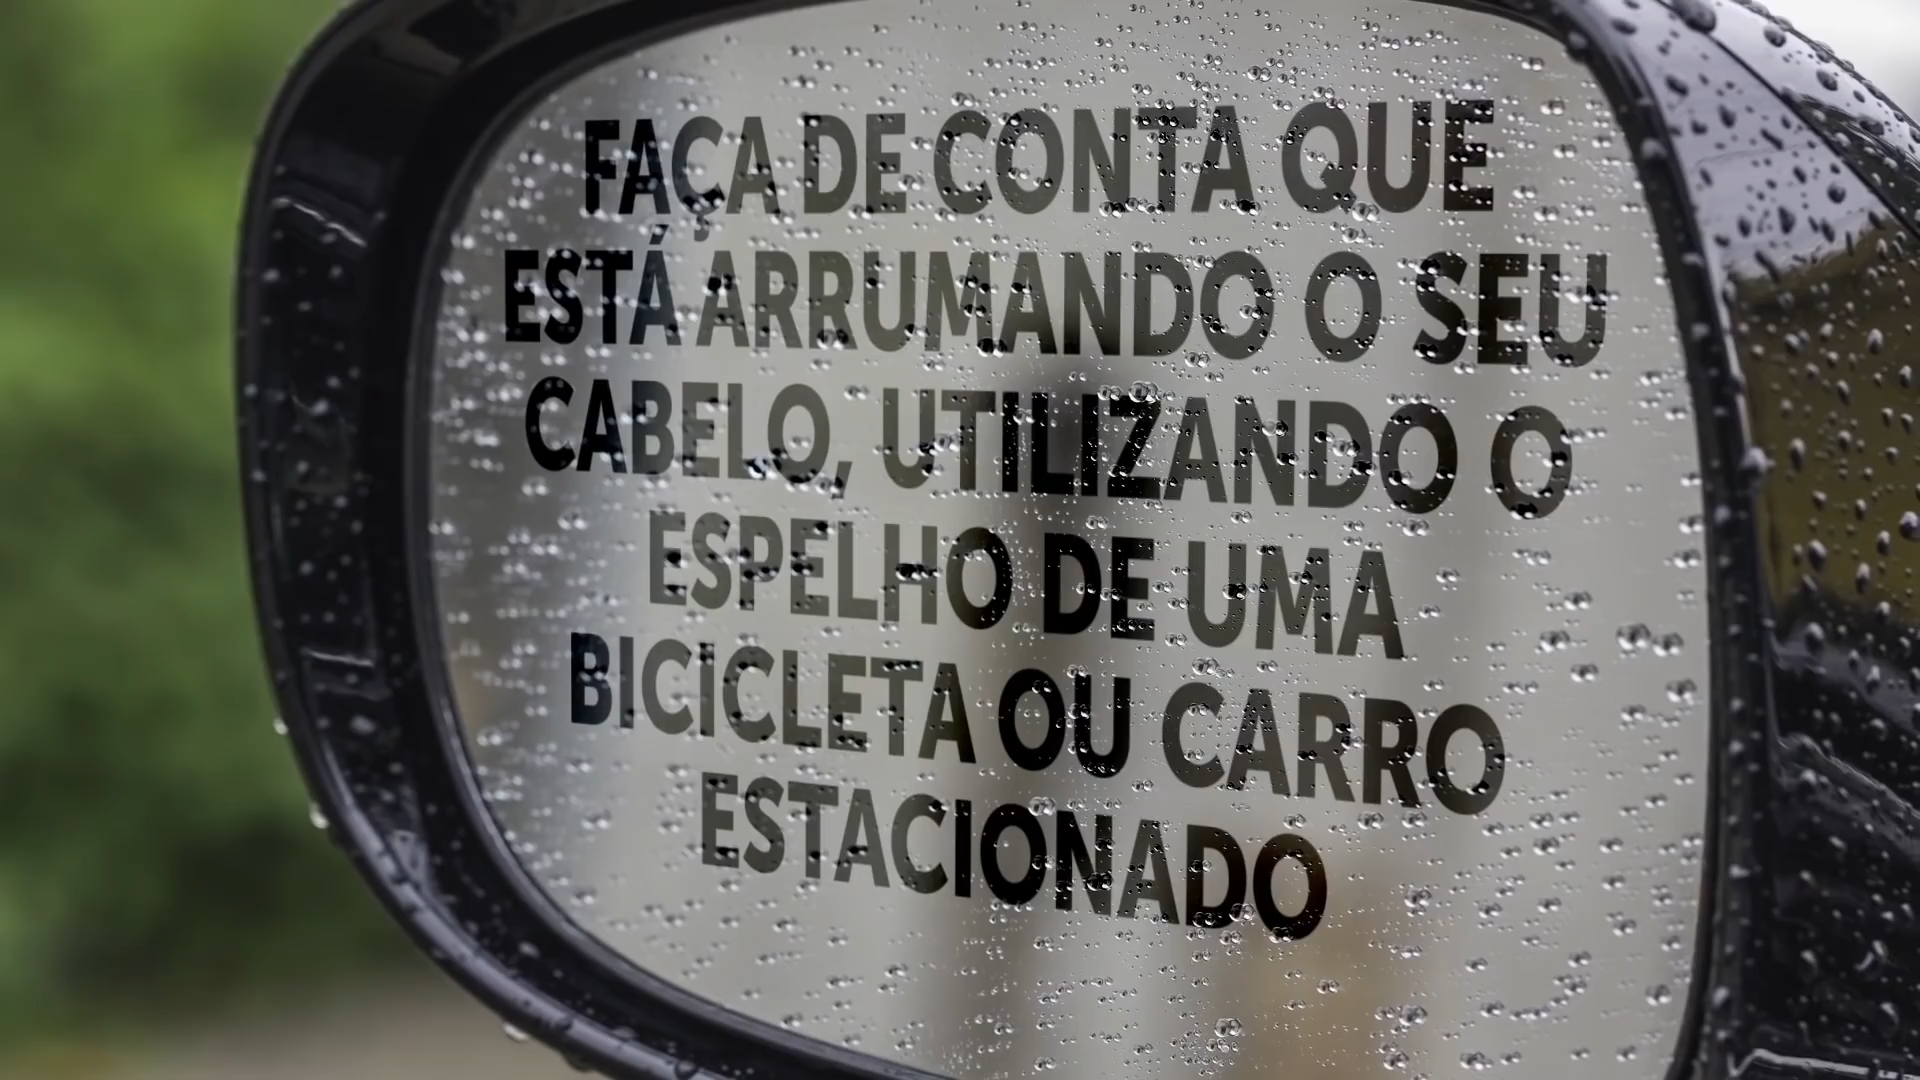 FAÇA DE CONTA QUE
ESTÁ ARRUMANDO O SEU
CABELO, UTILIZANDO O
ESPELHO DE UMA
BICICLETA OU CARRO
ESTACIONADO